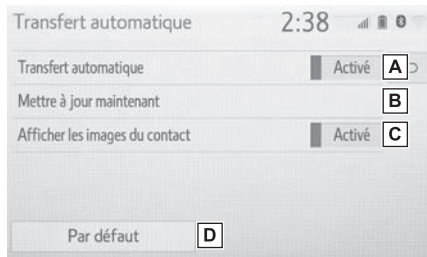 Transfert automatique 2:38
Transfert automatique Activé A
Mettre à jour maintenant B
Afficher les images du contact Activé C
Par défaut D